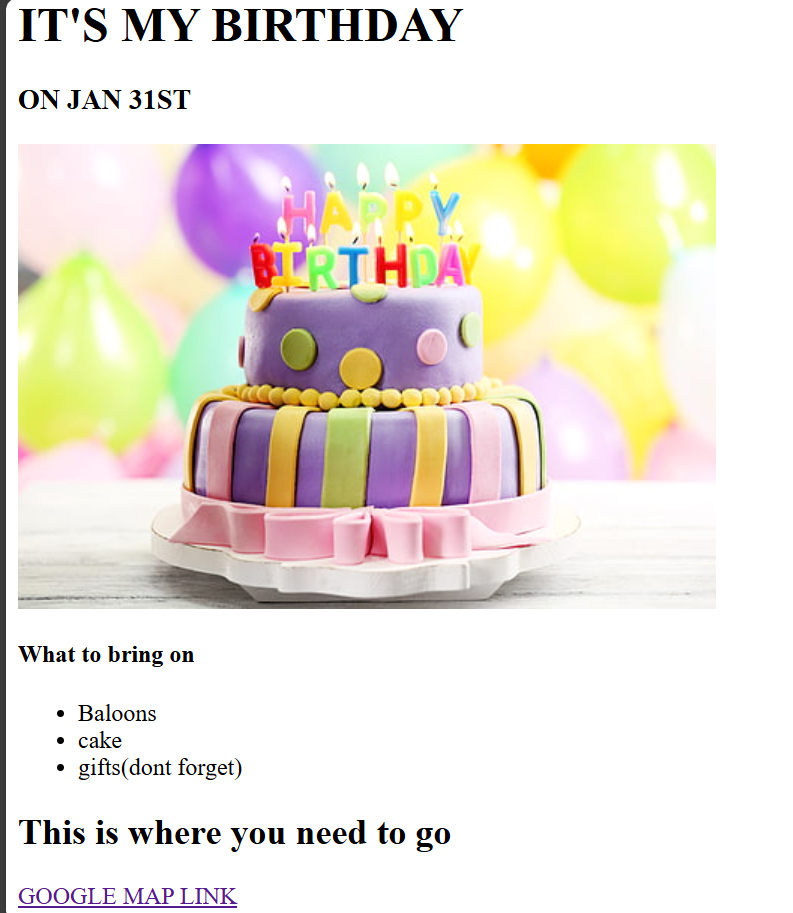 IT'S MY BIRTHDAY
ON JAN 31ST
HAPPY
BIRTHDAY
What to bring on
Baloons
cake
gifts(dont forget)
This is where you need to go
GOOGLE MAP LINK